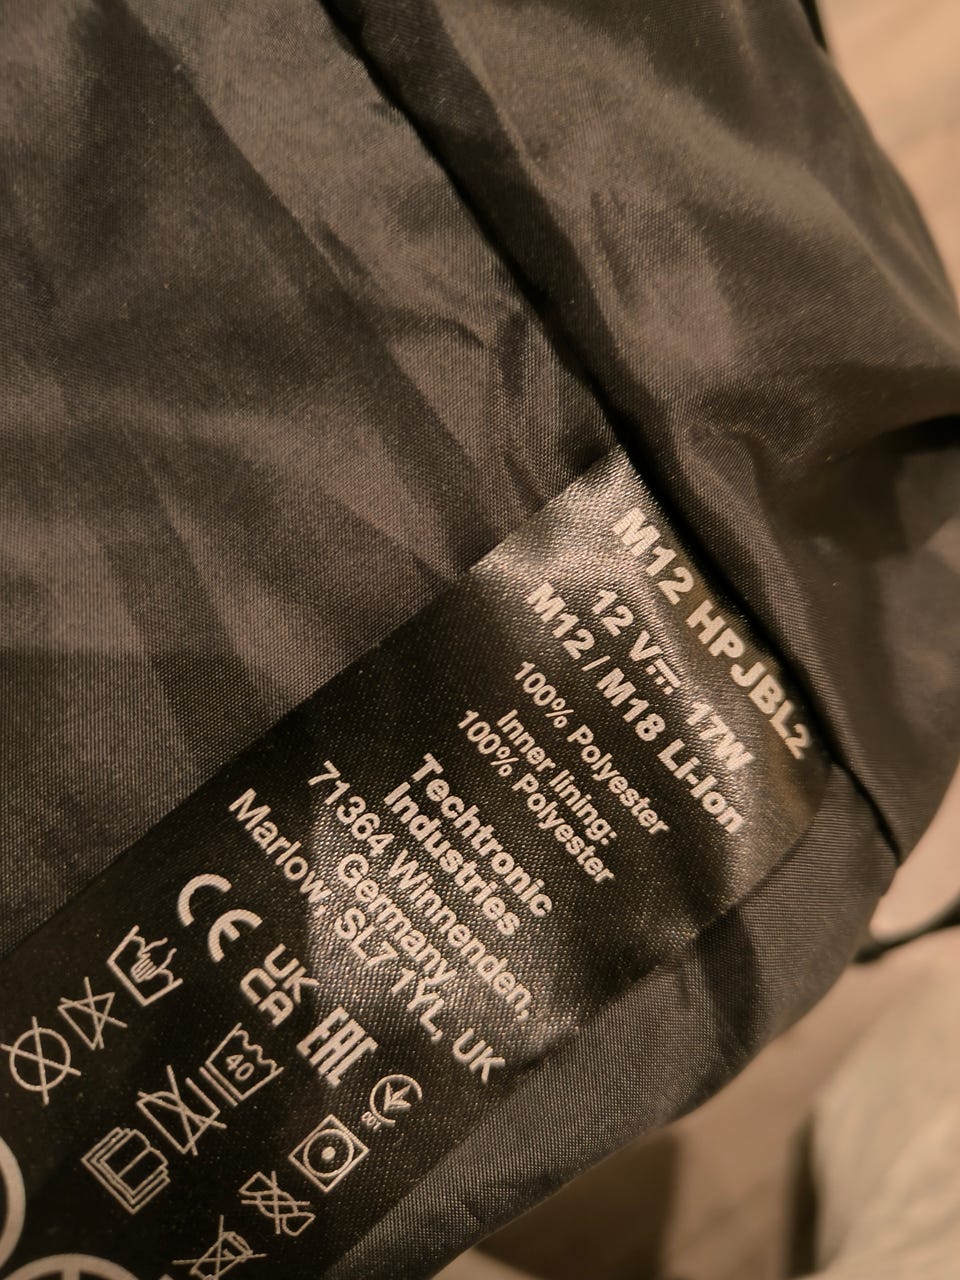 M12 HPJBL2
12 V⎓ 17W
M12 / M18 Li-Ion
100% Polyester
Inner lining:
100% Polyester
Techtronic
Industries
71364 Winnenden,
Germany
Marlow, SL7 1YL, UK
CE
UK
CA
EAC
40